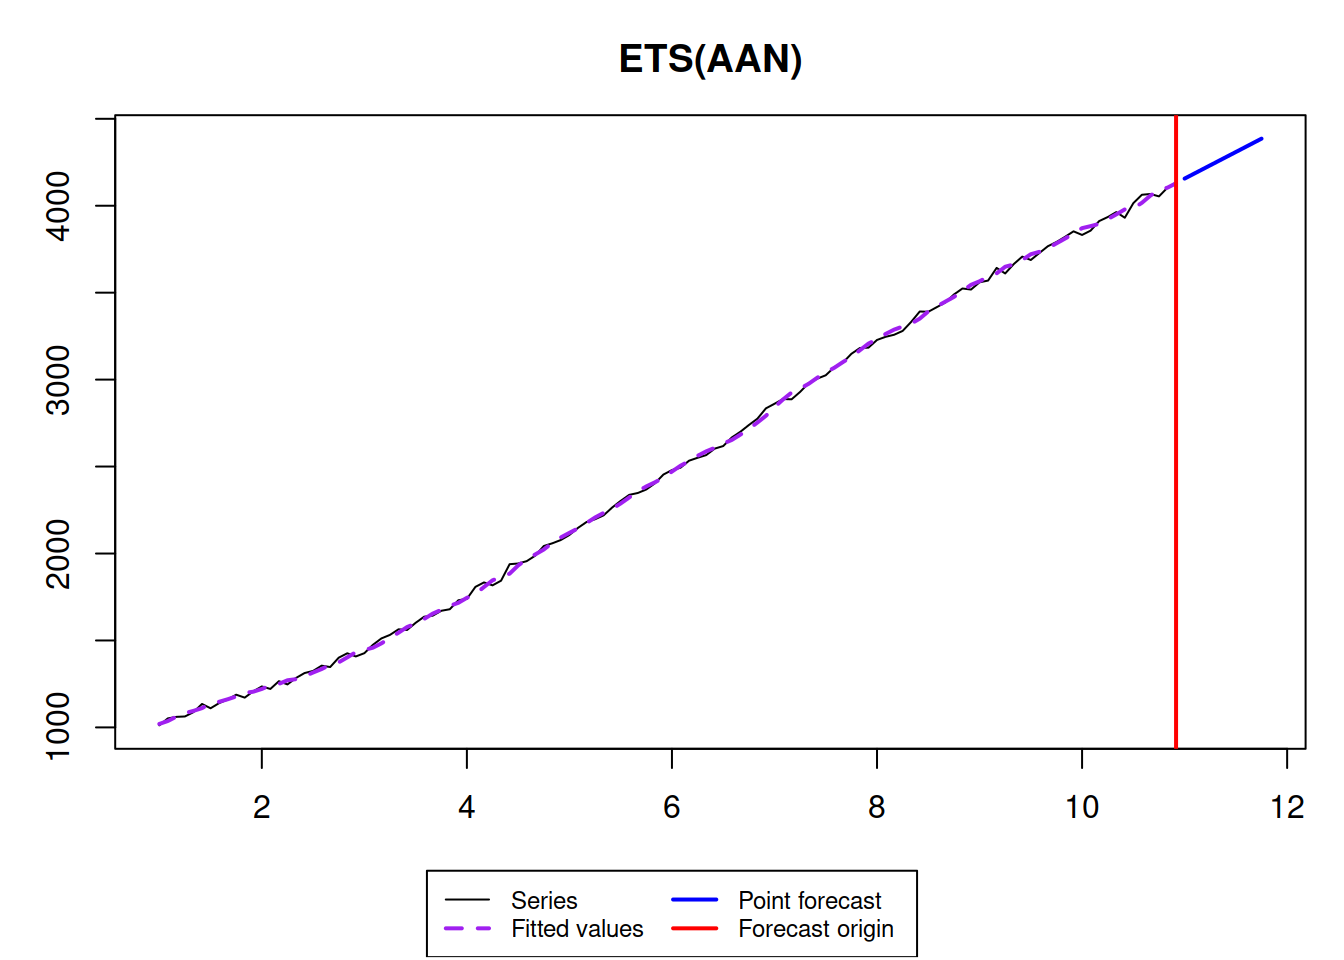 ETS(AAN)
4000
3000
2000
1000
2 4 6 8 10 12
Series Point forecast
Fitted values Forecast origin